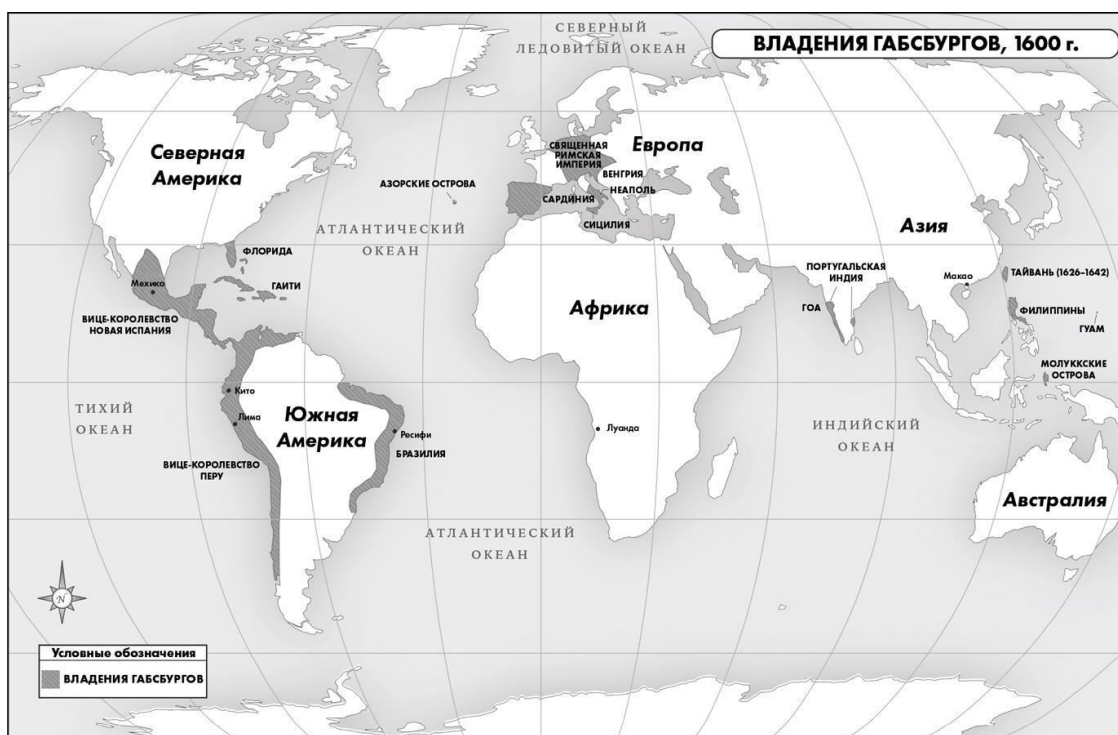 СЕВЕРНЫЙ
ЛЕДОВИТЫЙ ОКЕАН
ВЛАДЕНИЯ ГАБСБУРГОВ, 1600 г.
Северная
Америка
Европа
СВЯЩЕННАЯ
РИМСКАЯ
ИМПЕРИЯ
ВЕНГРИЯ
НЕАПОЛЬ
АЗОРСКИЕ ОСТРОВА
САРДИНИЯ
СИЦИЛИЯ
АТЛАНТИЧЕСКИЙ
ОКЕАН
Азия
ФЛОРИДА
ГАИТИ
Мехико
ВИЦЕ-КОРОЛЕВСТВО
НОВАЯ ИСПАНИЯ
Африка
ПОРТУГАЛЬСКАЯ
ИНДИЯ
ГОА
Макао
ТАЙВАНЬ (1626–1642)
ФИЛИППИНЫ
ГУАМ
МОЛУККСКИЕ
ОСТРОВА
ТИХИЙ
ОКЕАН
Кито
Лима
Южная
Америка
Ресифи
БРАЗИЛИЯ
ВИЦЕ-КОРОЛЕВСТВО
ПЕРУ
Луанда
ИНДИЙСКИЙ
ОКЕАН
Австралия
АТЛАНТИЧЕСКИЙ
ОКЕАН
N
Условные обозначения
ВЛАДЕНИЯ ГАБСБУРГОВ